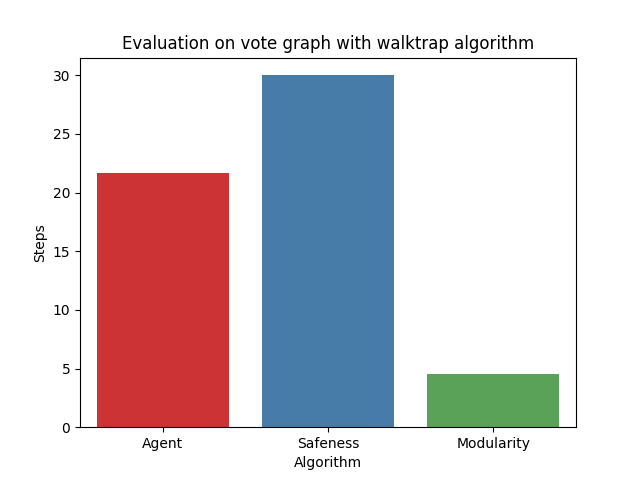 Evaluation on vote graph with walktrap algorithm
30
25
20
15
10
5
0
Steps
Agent Safeness Modularity
Algorithm